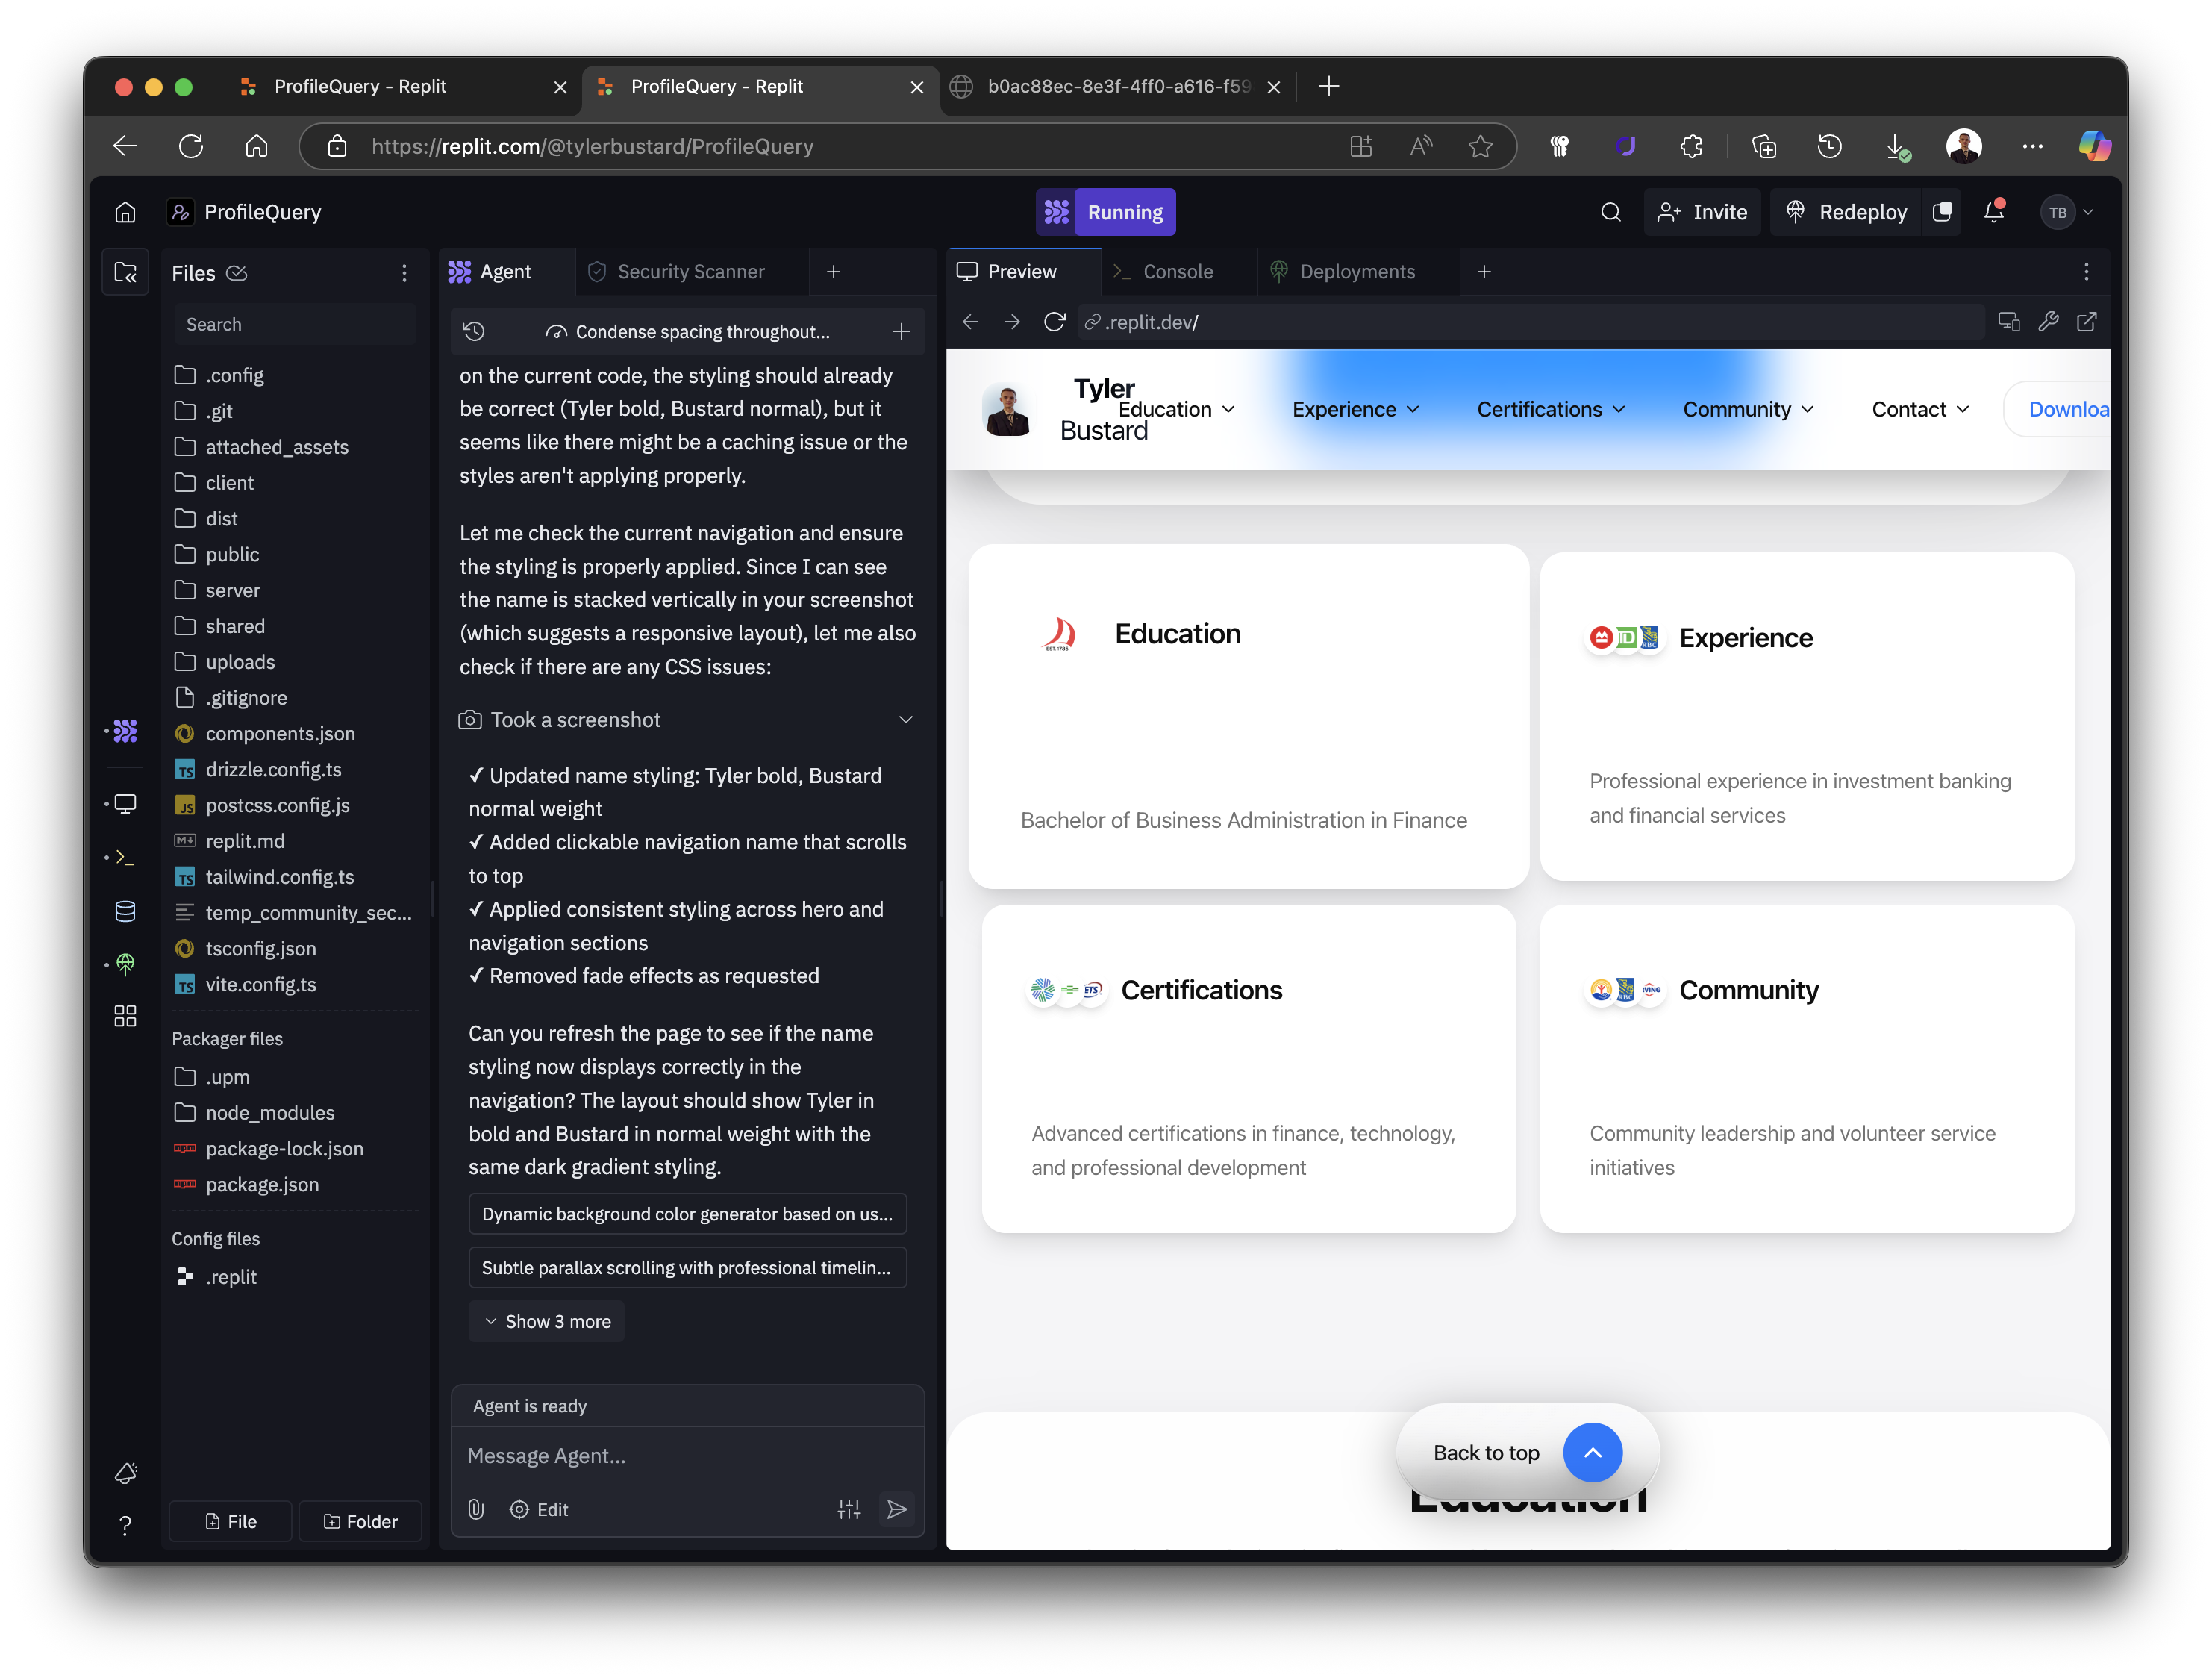 ProfileQuery - Replit
ProfileQuery - Replit
b0ac88ec-8e3f-4ff0-a616-f59
https://replit.com/@tylerbustard/ProfileQuery
ProfileQuery
Running
Invite
Redeploy
TB
Files
Search
.config
.git
attached_assets
client
dist
public
server
shared
uploads
.gitignore
components.json
TS drizzle.config.ts
JS postcss.config.js
M↓ replit.md
TS tailwind.config.ts
temp_community_sec...
tsconfig.json
TS vite.config.ts
Packager files
.upm
node_modules
npm package-lock.json
npm package.json
Config files
.replit
File
Folder
Agent
Security Scanner
Condense spacing throughout...
on the current code, the styling should already
be correct (Tyler bold, Bustard normal), but it
seems like there might be a caching issue or the
styles aren't applying properly.
Let me check the current navigation and ensure
the styling is properly applied. Since I can see
the name is stacked vertically in your screenshot
(which suggests a responsive layout), let me also
check if there are any CSS issues:
Took a screenshot
✓ Updated name styling: Tyler bold, Bustard
normal weight
✓ Added clickable navigation name that scrolls
to top
✓ Applied consistent styling across hero and
navigation sections
✓ Removed fade effects as requested
Can you refresh the page to see if the name
styling now displays correctly in the
navigation? The layout should show Tyler in
bold and Bustard in normal weight with the
same dark gradient styling.
Dynamic background color generator based on us...
Subtle parallax scrolling with professional timelin...
Show 3 more
Agent is ready
Message Agent...
Edit
Preview
Console
Deployments
.replit.dev/
Tyler
Bustard
Education
Experience
Certifications
Community
Contact
Downloa
EST. 1785
Education
Bachelor of Business Administration in Finance
TD RBC
Experience
Professional experience in investment banking
and financial services
ETS
Certifications
Advanced certifications in finance, technology,
and professional development
RBC IVING
Community
Community leadership and volunteer service
initiatives
Back to top
Education